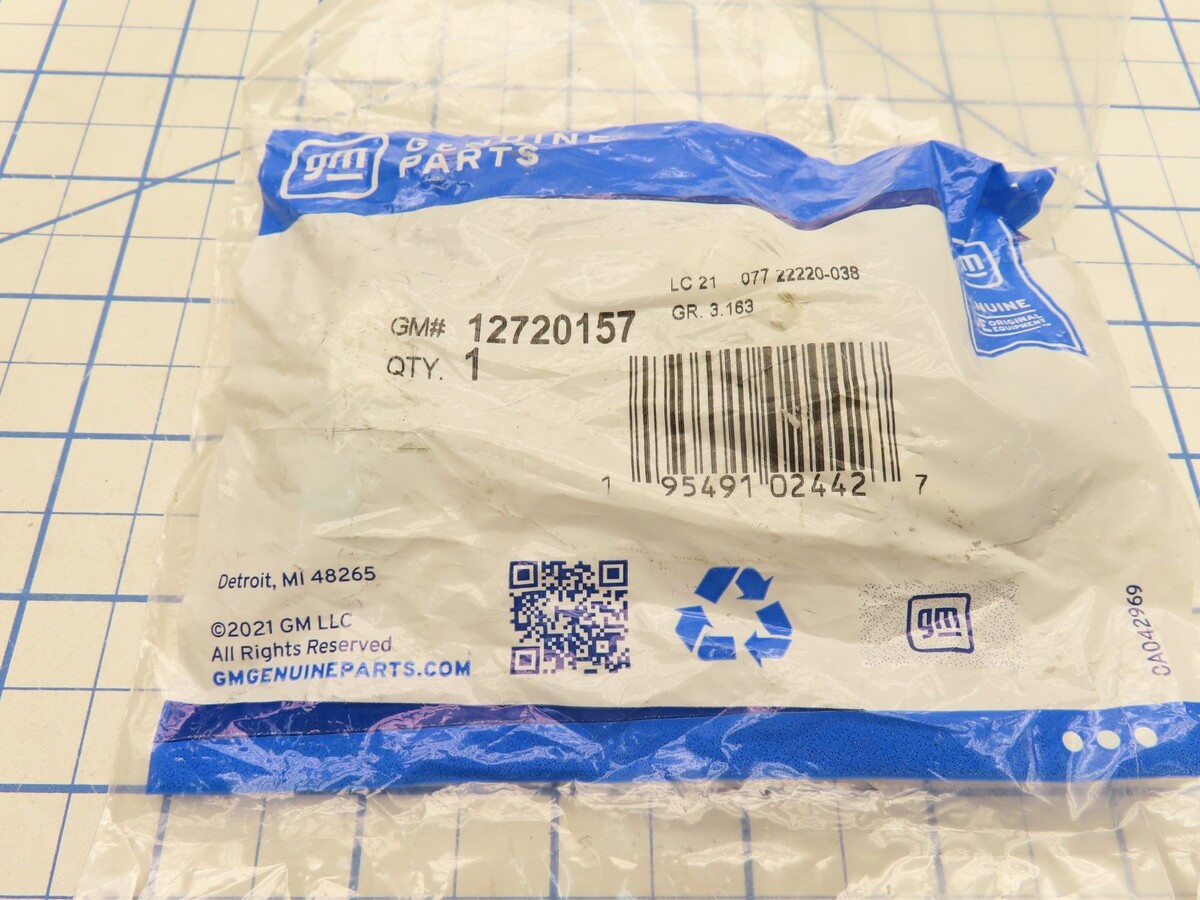 gm GENUINE
PARTS
LC 21 077 22220-038
GR. 3.163
GM# 12720157
QTY. 1
1 95491 02442 7
m
NUINE
E ORIGINAL
EQUIPMENT
Detroit, MI 48265
©2021 GM LLC
All Rights Reserved
GMGENUINEPARTS.COM
gm
CA042969